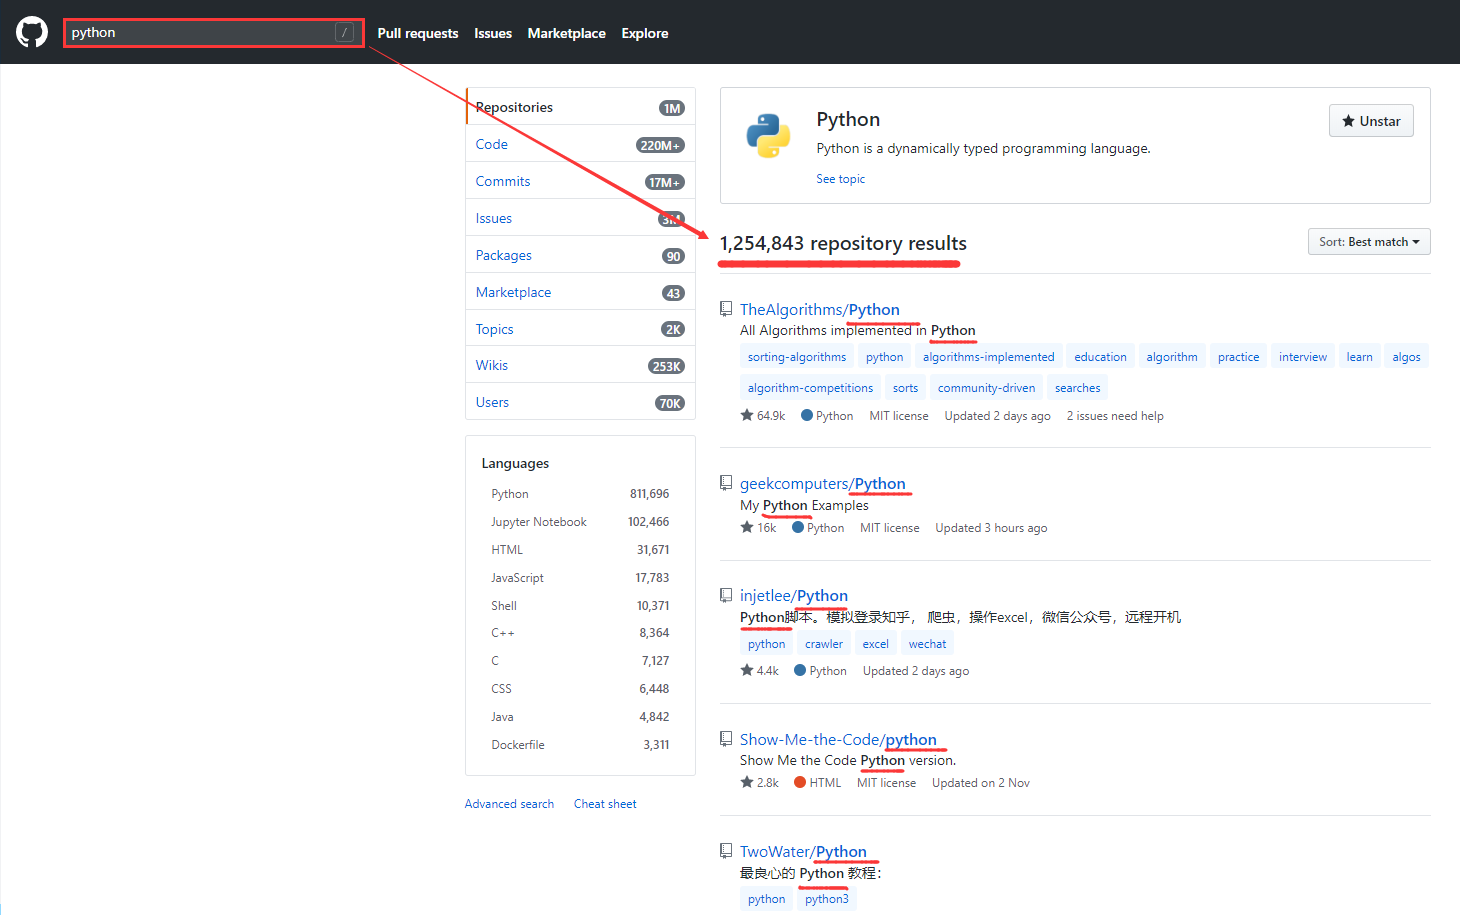 python /
Pull requests Issues Marketplace Explore
Repositories 1M
Code 220M+
Commits 17M+
Issues 3M
Packages 90
Marketplace 43
Topics 2K
Wikis 253K
Users 70K
Languages
Python 811,696
Jupyter Notebook 102,466
HTML 31,671
JavaScript 17,783
Shell 10,371
C++ 8,364
C 7,127
CSS 6,448
Java 4,842
Dockerfile 3,311
Advanced search Cheat sheet
Python
Unstar
Python is a dynamically typed programming language.
See topic
1,254,843 repository results
Sort: Best match
TheAlgorithms/Python
All Algorithms implemented in Python
sorting-algorithms python algorithms-implemented education algorithm practice interview learn algos
algorithm-competitions sorts community-driven searches
64.9k Python MIT license Updated 2 days ago 2 issues need help
geekcomputers/Python
My Python Examples
16k Python MIT license Updated 3 hours ago
injetlee/Python
Python脚本。模拟登录知乎， 爬虫，操作excel，微信公众号，远程开机
python crawler excel wechat
4.4k Python Updated 2 days ago
Show-Me-the-Code/python
Show Me the Code Python version.
2.8k HTML MIT license Updated on 2 Nov
TwoWater/Python
最良心的 Python 教程：
python python3